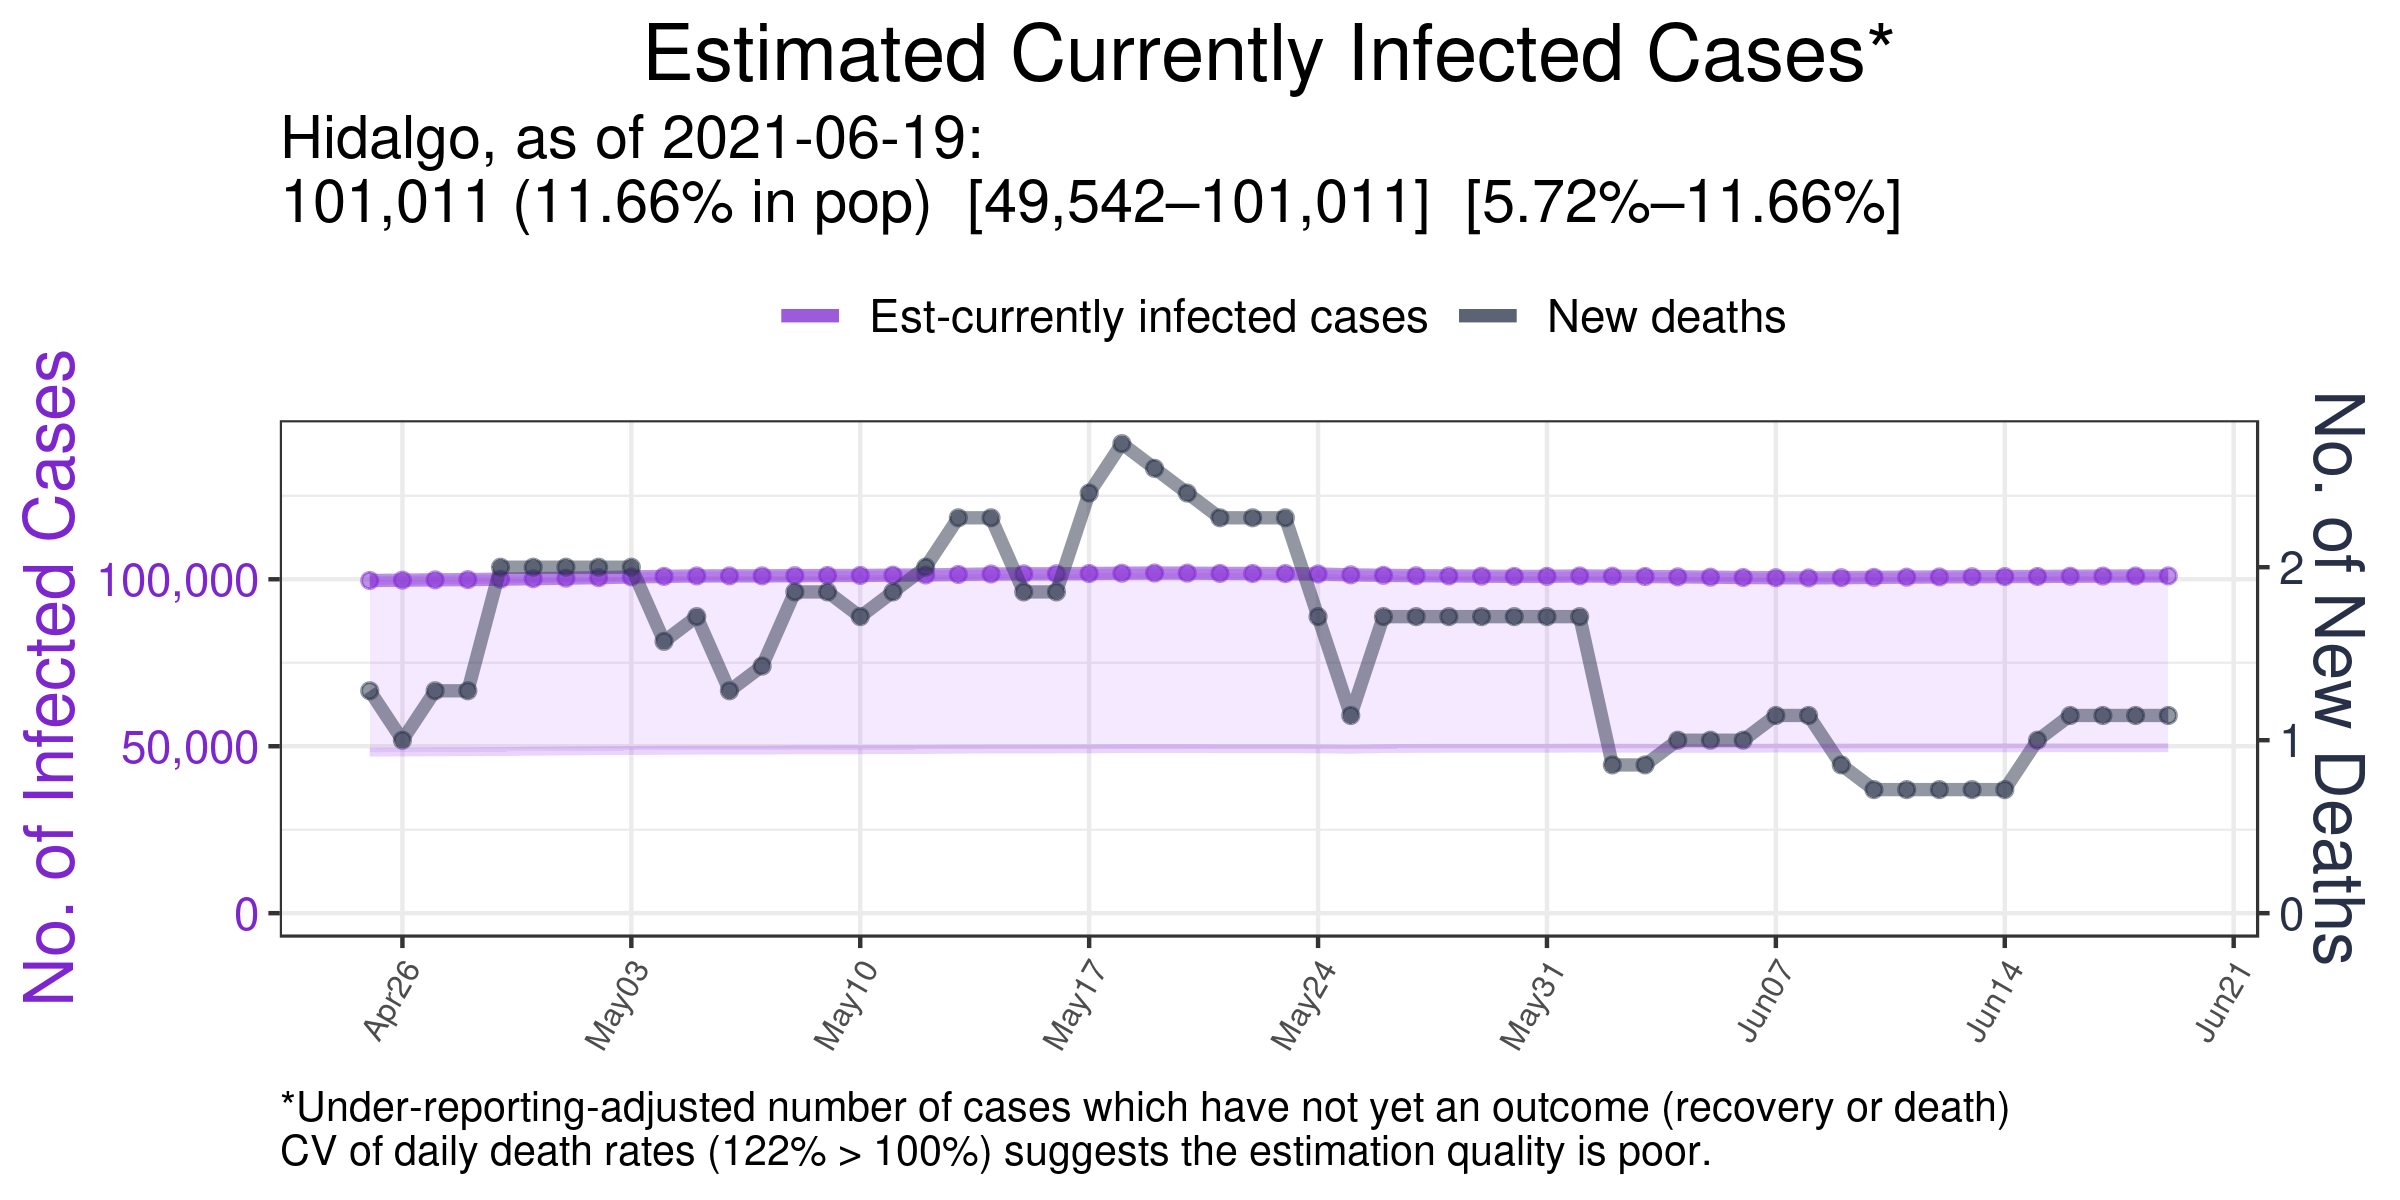 Estimated Currently Infected Cases*
Hidalgo, as of 2021-06-19:
101,011 (11.66% in pop)  [49,542–101,011]  [5.72%–11.66%]
Est-currently infected cases
New deaths
No. of Infected Cases
100,000
50,000
0
2
1
0
No. of New Deaths
Apr26
May03
May10
May17
May24
May31
Jun07
Jun14
Jun21
*Under-reporting-adjusted number of cases which have not yet an outcome (recovery or death)
CV of daily death rates (122% > 100%) suggests the estimation quality is poor.